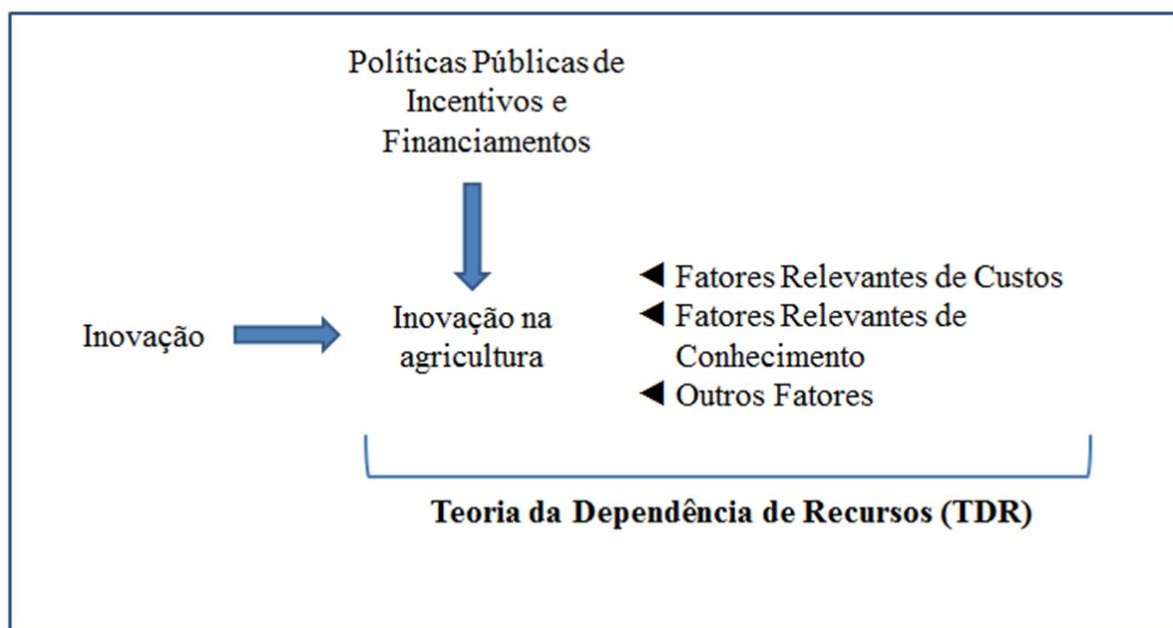 Políticas Públicas de
Incentivos e
Financiamentos
Inovação
Inovação na
agricultura
◄ Fatores Relevantes de Custos
◄ Fatores Relevantes de
Conhecimento
◄ Outros Fatores
Teoria da Dependência de Recursos (TDR)